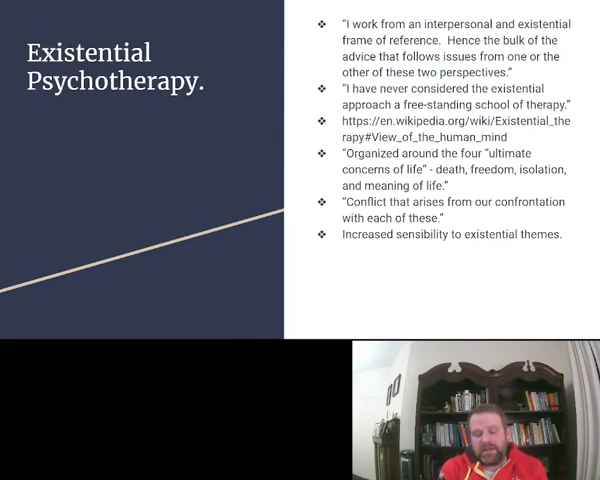 Existential
Psychotherapy.
❖ “I work from an interpersonal and existential
frame of reference.  Hence the bulk of the
advice that follows issues from one or the
other of these two perspectives.”
❖ “I have never considered the existential
approach a free-standing school of therapy.”
❖ https://en.wikipedia.org/wiki/Existential_the
rapy#View_of_the_human_mind
❖ “Organized around the four “ultimate
concerns of life” - death, freedom, isolation,
and meaning of life.”
❖ “Conflict that arises from our confrontation
with each of these.”
❖ Increased sensibility to existential themes.